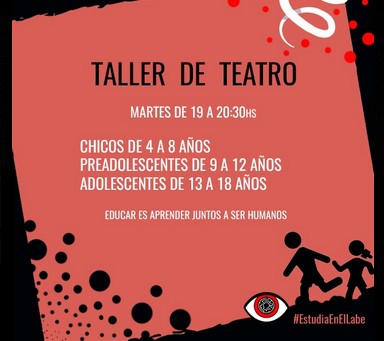 TALLER DE TEATRO
MARTES DE 19 A 20:30HS
CHICOS DE 4 A 8 AÑOS
PREADOLESCENTES DE 9 A 12 AÑOS
ADOLESCENTES DE 13 A 18 AÑOS
EDUCAR ES APRENDER JUNTOS A SER HUMANOS
#EstudiaEnElLabe